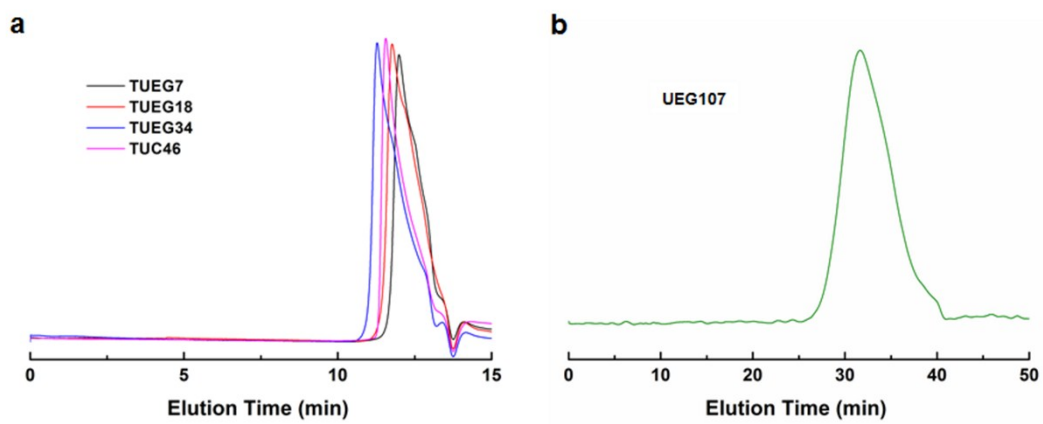 a
TUEG7
TUEG18
TUEG34
TUC46
0 5 10 15
Elution Time (min)
b
UEG107
0 10 20 30 40 50
Elution Time (min)